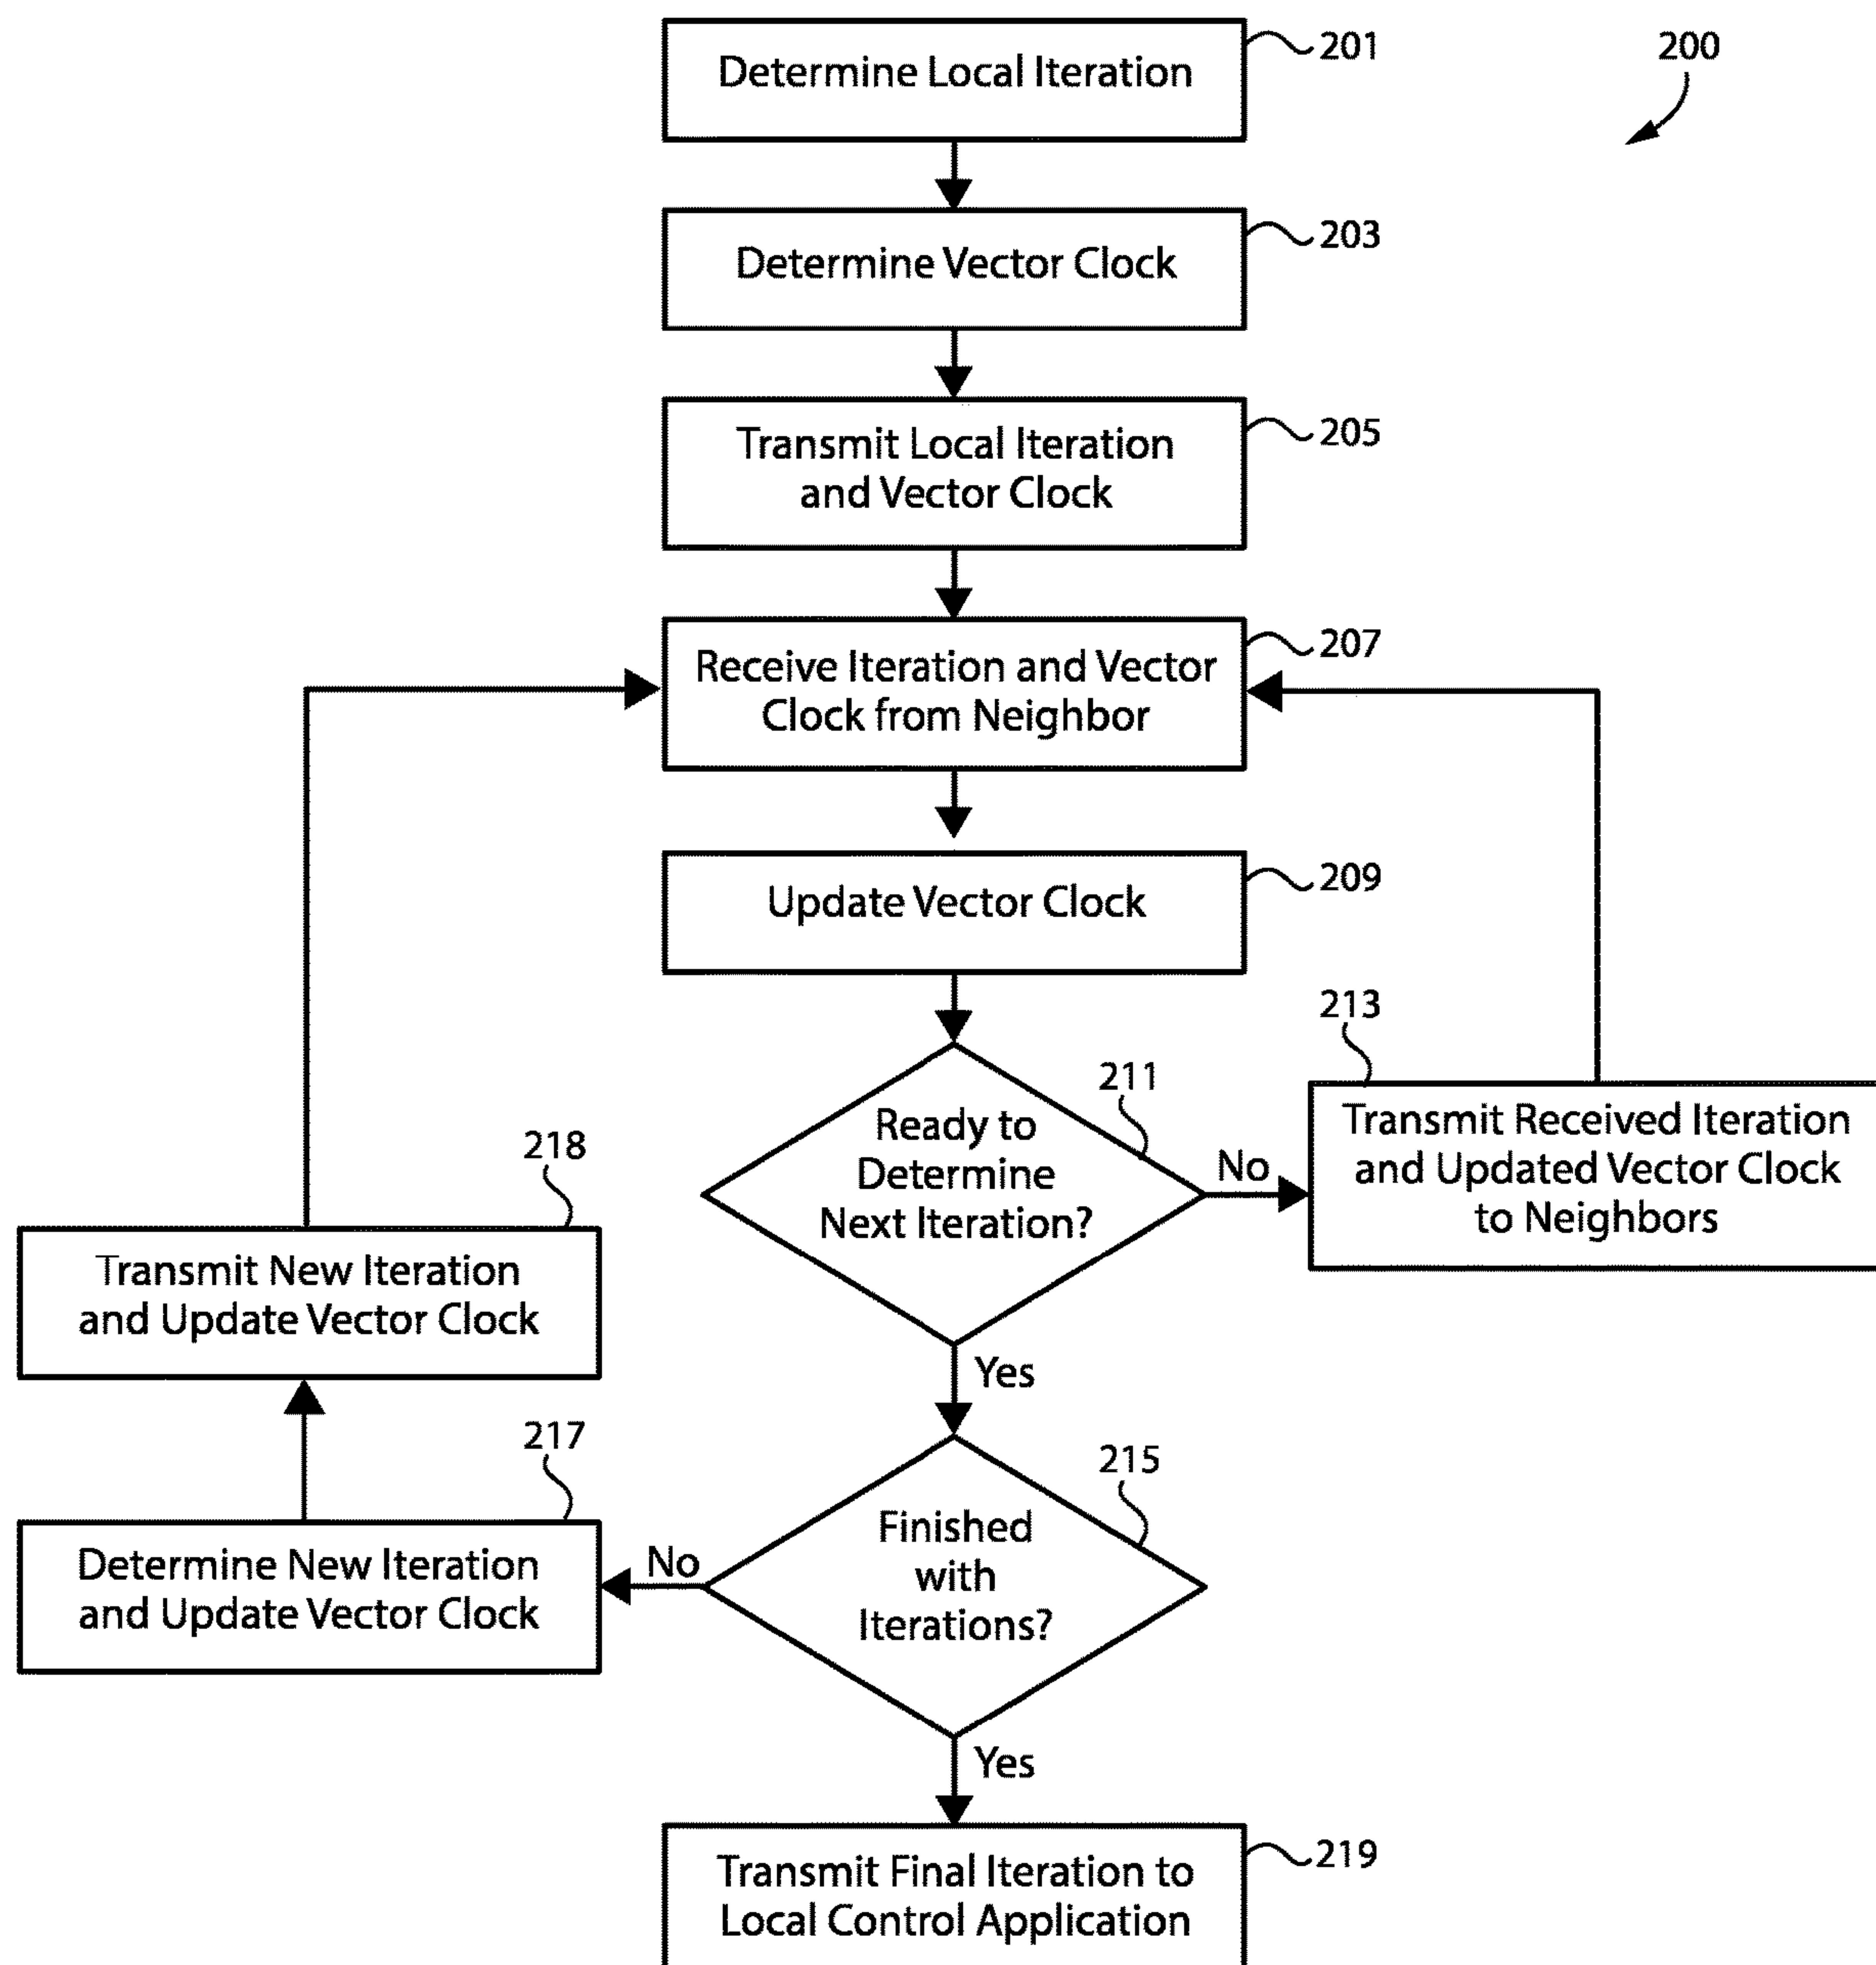 Determine Local Iteration
201
200
Determine Vector Clock
203
Transmit Local Iteration
and Vector Clock
205
Receive Iteration and Vector
Clock from Neighbor
207
Update Vector Clock
209
Ready to
Determine
Next Iteration?
211
No
213
Transmit Received Iteration
and Updated Vector Clock
to Neighbors
218
Transmit New Iteration
and Update Vector Clock
Yes
217
Determine New Iteration
and Update Vector Clock
No
Finished
with
Iterations?
215
Yes
Transmit Final Iteration to
Local Control Application
219